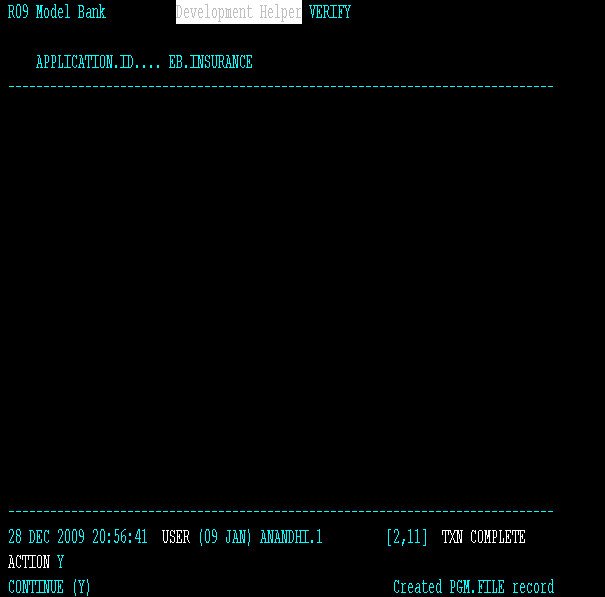 R09 Model Bank Development Helper VERIFY
APPLICATION.ID.... EB.INSURANCE
------------------------------------------------------------------------------
------------------------------------------------------------------------------
28 DEC 2009 20:56:41 USER (09 JAN) ANANDHI.1 [2,11] TXN COMPLETE
ACTION Y
CONTINUE (Y) Created PGM.FILE record